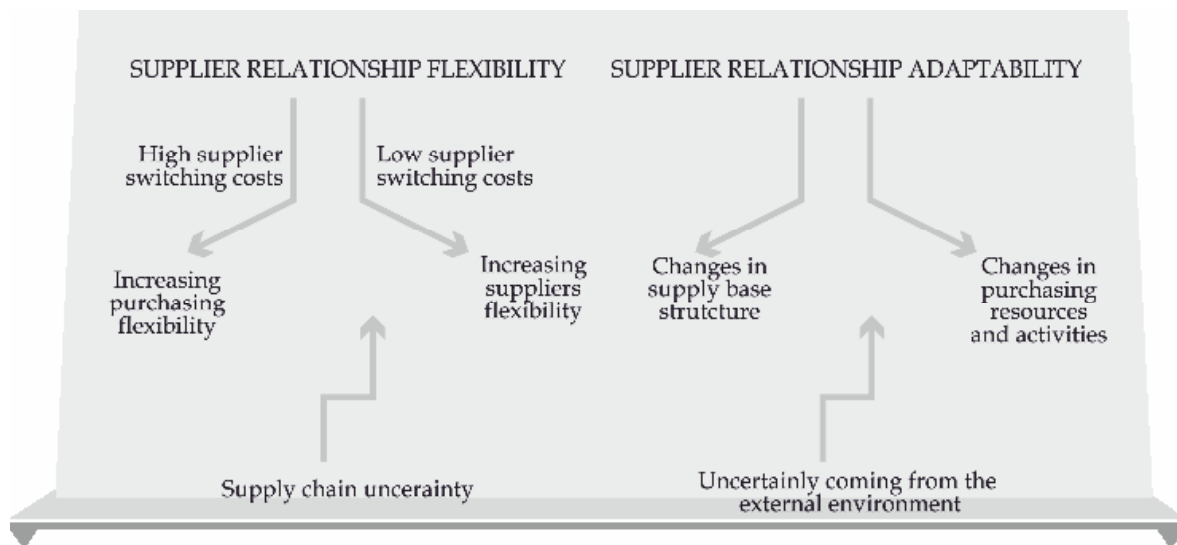 SUPPLIER RELATIONSHIP FLEXIBILITY
SUPPLIER RELATIONSHIP ADAPTABILITY
High supplier
switching costs
Low supplier
switching costs
Increasing
purchasing
flexibility
Increasing
suppliers
flexibility
Changes in
supply base
strutcture
Changes in
purchasing
resources
and activities
Supply chain uncerainty
Uncertainly coming from the
external environment